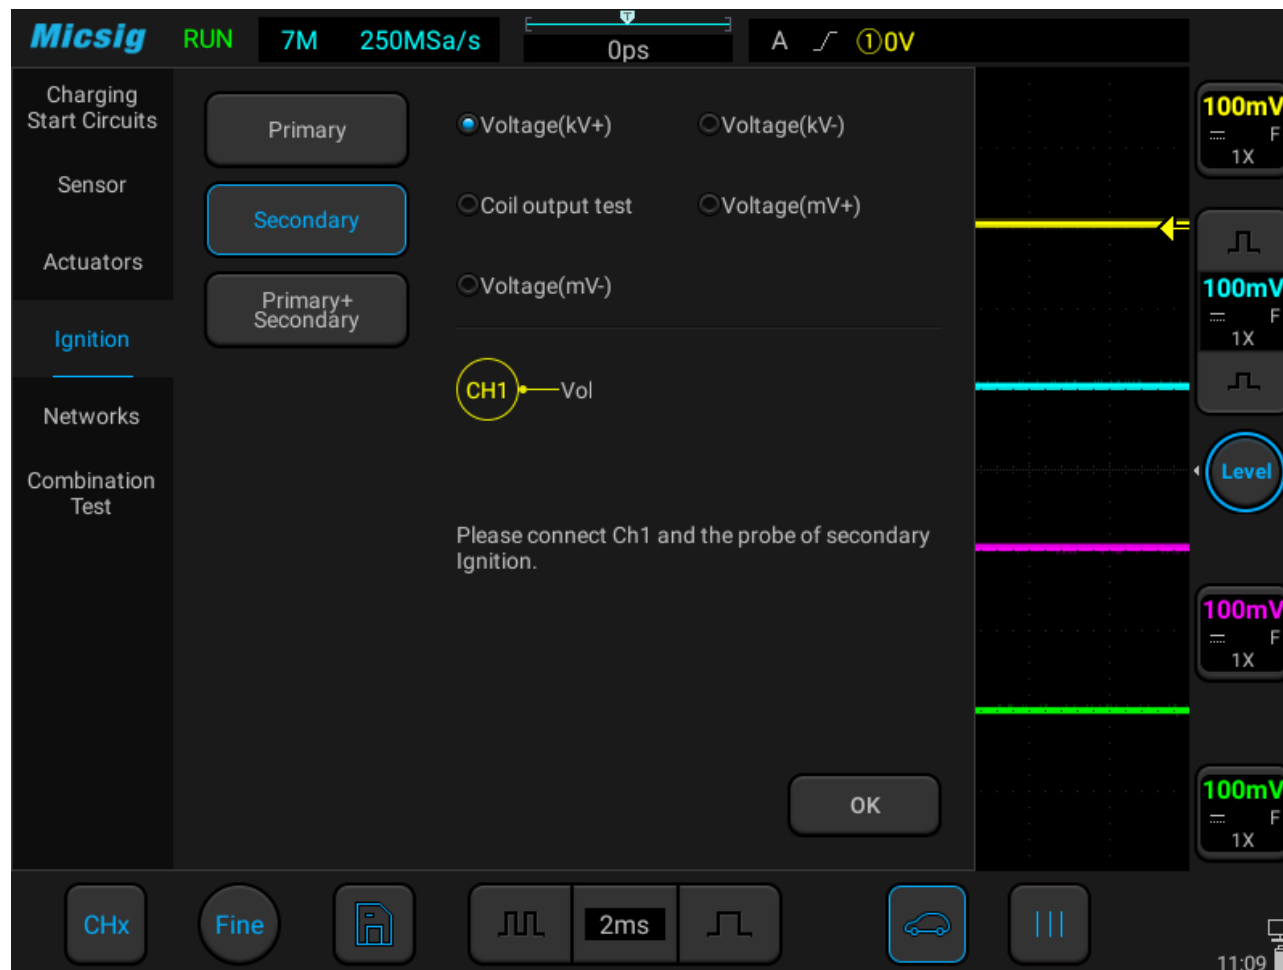 Micsig RUN 7M 250MSa/s T 0ps A ①0V
Charging
Start Circuits
Sensor
Actuators
Ignition
Networks
Combination
Test
Primary
Secondary
Primary+
Secondary
Voltage(kV+) Voltage(kV-)
Coil output test Voltage(mV+)
Voltage(mV-)
CH1 Vol
Please connect Ch1 and the probe of secondary
Ignition.
OK
100mV
F
1X
100mV
F
1X
Level
100mV
F
1X
100mV
F
1X
CHx Fine 2ms
11:09